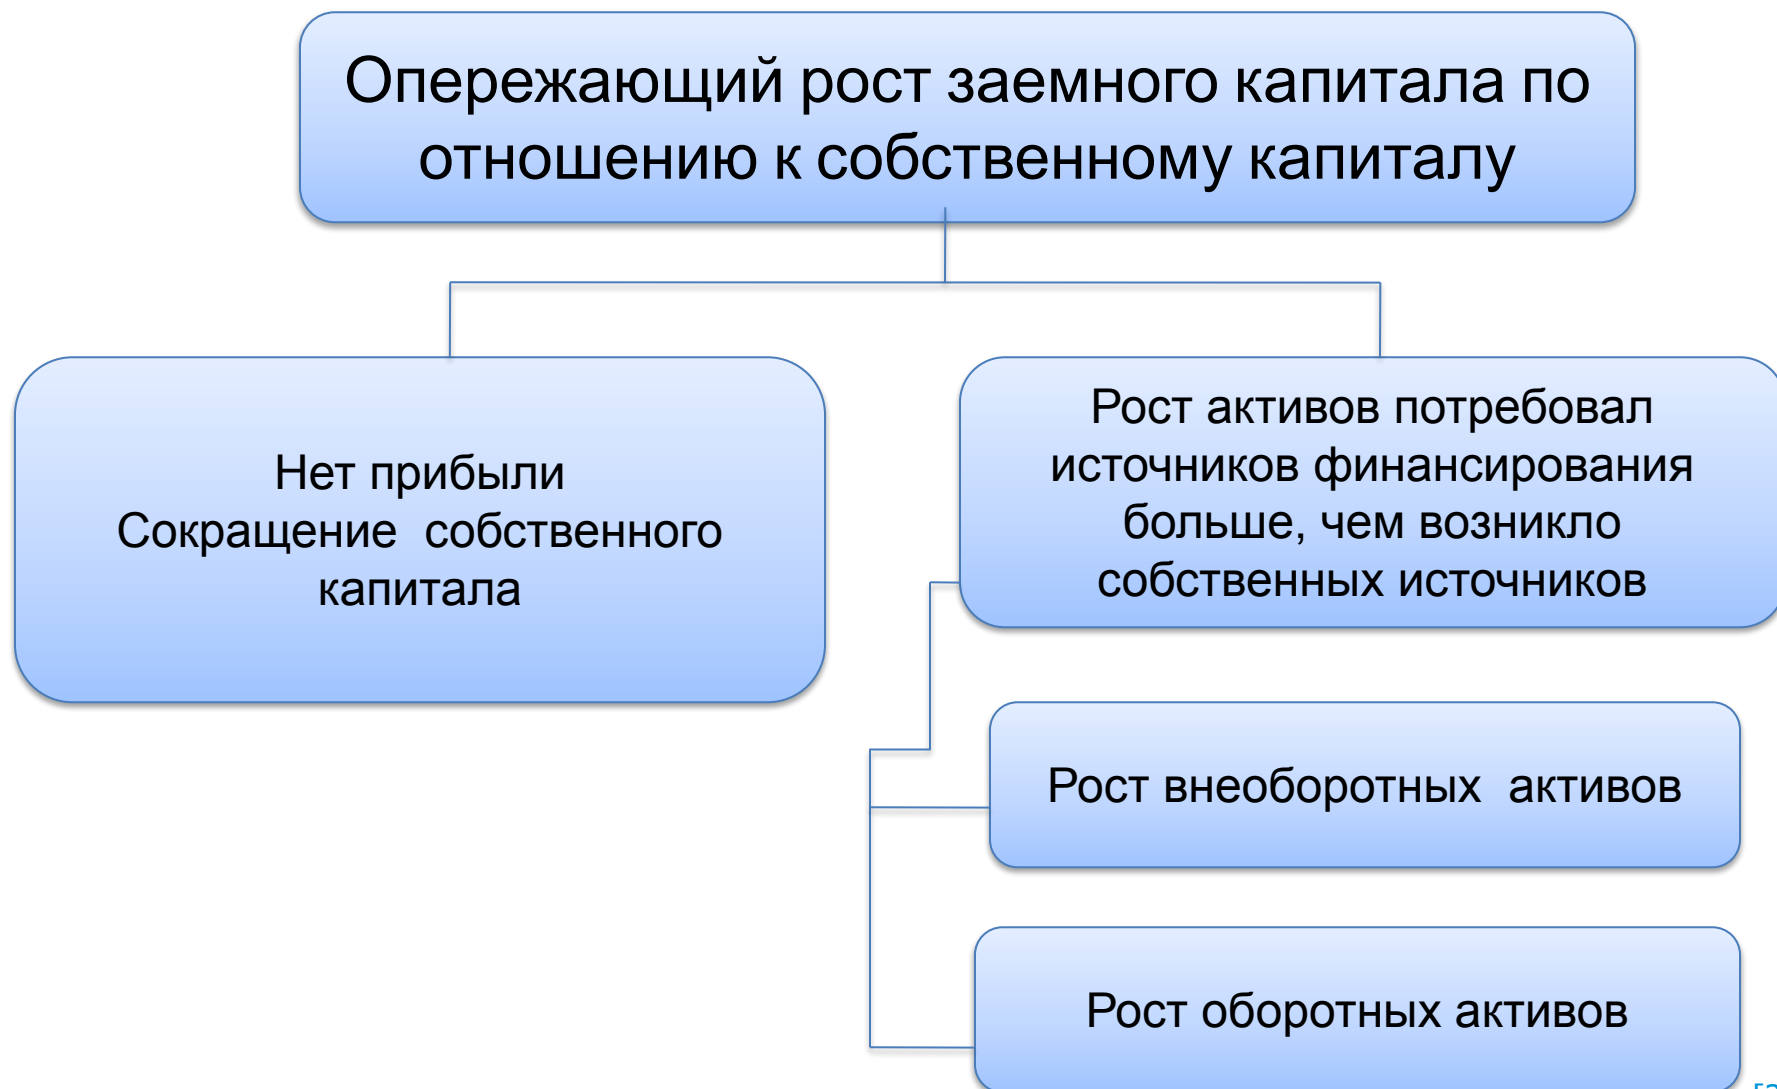 Опережающий рост заемного капитала по
отношению к собственному капиталу
Нет прибыли
Сокращение  собственного
капитала
Рост активов потребовал
источников финансирования
больше, чем возникло
собственных источников
Рост внеоборотных  активов
Рост оборотных активов